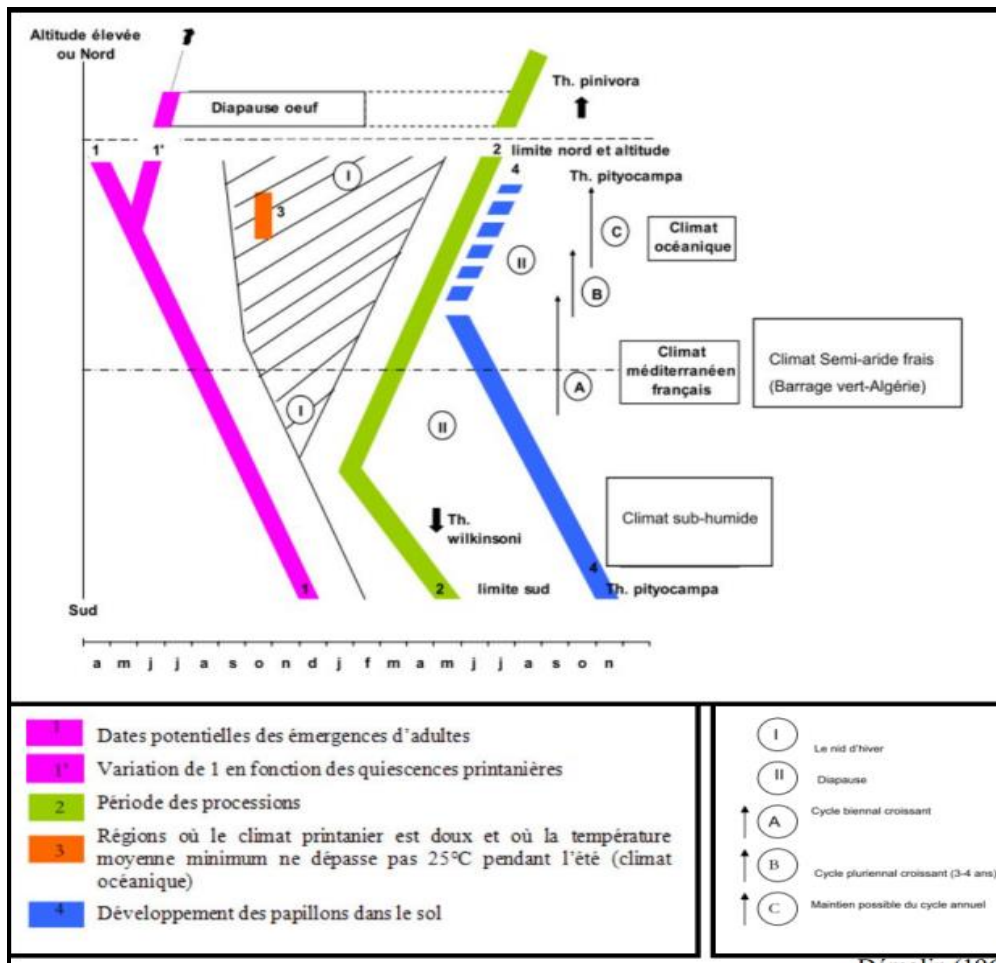 Altitude élevée
ou Nord
Th. pinivora
Diapause oeuf
1
1'
2
limite nord et altitude
4
Th. pityocampa
I
3
C
Climat
océanique
II
B
Climat
méditerranéen
français
Climat Semi-aride frais
(Barrage vert-Algérie)
A
I
II
Th.
wilkinsoni
Climat sub-humide
1
2
limite sud
4
Th. pityocampa
Sud
a m j j a s o n d j f m a m j j a s o n
1 Dates potentielles des émergences d'adultes
1' Variation de 1 en fonction des quiescences printanières
2 Période des processions
3 Régions où le climat printanier est doux et où la température
moyenne minimum ne dépasse pas 25°C pendant l'été (climat
océanique)
4 Développement des papillons dans le sol
I Le nid d'hiver
II Diapause
A Cycle biennal croissant
B Cycle pluriennal croissant (3-4 ans)
C Maintien possible du cycle annuel